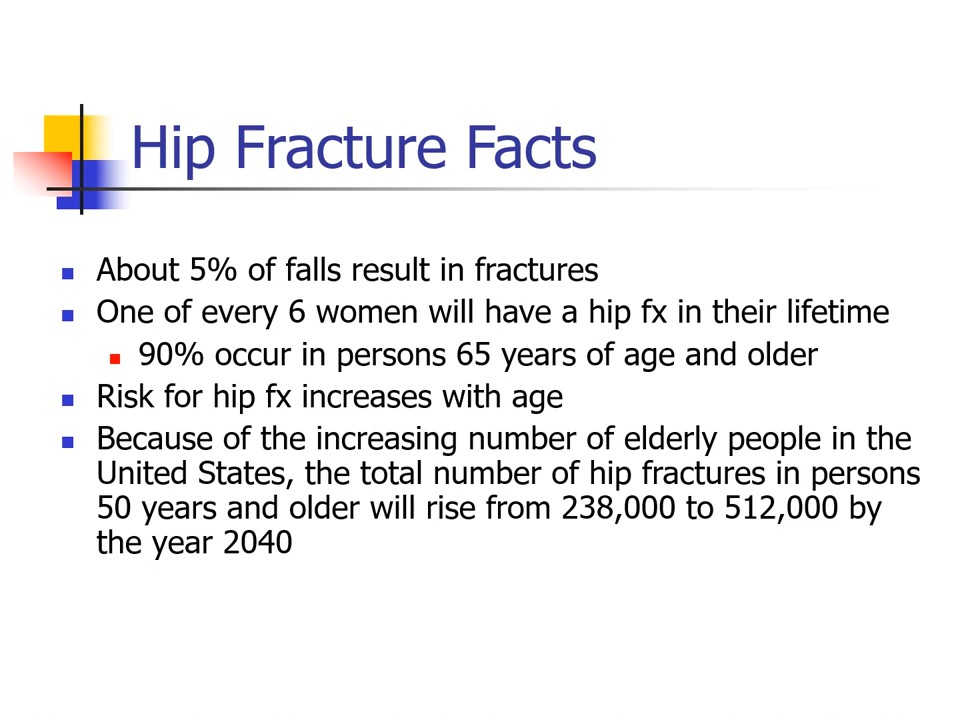 Hip Fracture Facts
About 5% of falls result in fractures
One of every 6 women will have a hip fx in their lifetime
90% occur in persons 65 years of age and older
Risk for hip fx increases with age
Because of the increasing number of elderly people in the
United States, the total number of hip fractures in persons
50 years and older will rise from 238,000 to 512,000 by
the year 2040